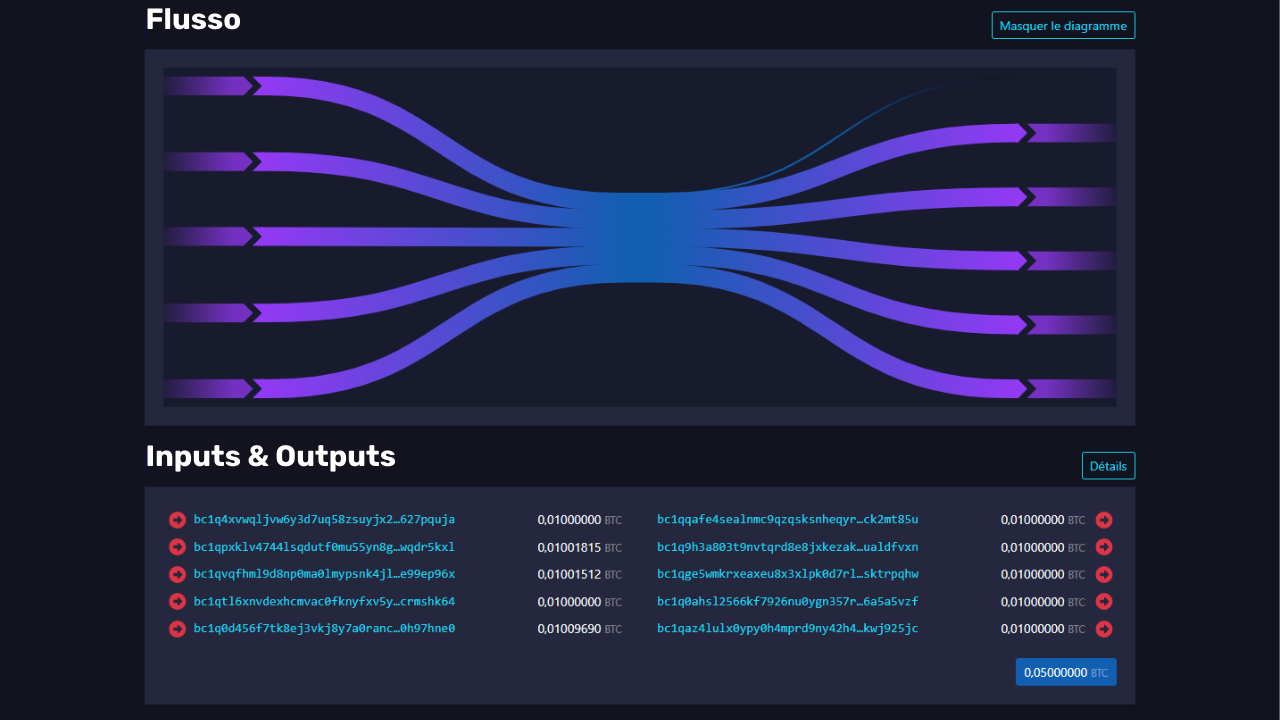 Flusso
Masquer le diagramme
Inputs & Outputs
Détails
bc1q4xvwqljvw6y3d7uq58zsuyjx2…627pquja 0,01000000 BTC bc1qqafe4sealnmc9qzqsksnheqyr…ck2mt85u 0,01000000 BTC
bc1qpxklv4744lsqdutf0mu55yn8g…wqdr5kxl 0,01001815 BTC bc1q9h3a803t9nvtqrd8e8jxkezak…ualdfvxn 0,01000000 BTC
bc1qvqfhml9d8np0ma0lmypsnk4jl…e99ep96x 0,01001512 BTC bc1qge5wmkrxeaxeu8x3xlpk0d7rl…sktrpqhw 0,01000000 BTC
bc1qtl6xnvdexhcmvac0fknyfxv5y…crmshk64 0,01000000 BTC bc1q0ahsl2566kf7926nu0ygn357r…6a5a5vzf 0,01000000 BTC
bc1q0d456f7tk8ej3vkj8y7a0ranc…0h97hne0 0,01009690 BTC bc1qaz4lulx0ypy0h4mprd9ny42h4…kwj925jc 0,01000000 BTC
0,05000000 BTC